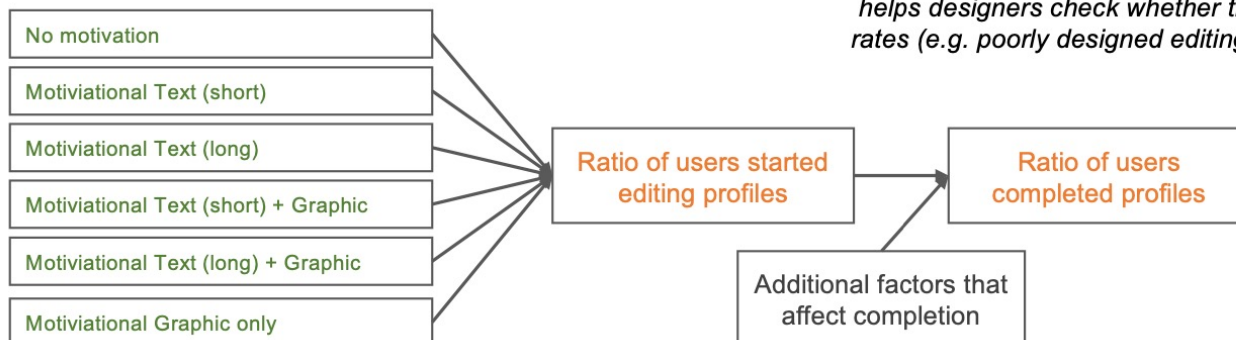 helps designers check whether
rates (e.g. poorly designed editing
No motivation
Motiviational Text (short)
Motiviational Text (long)
Motiviational Text (short) + Graphic
Motiviational Text (long) + Graphic
Motiviational Graphic only
Ratio of users started
editing profiles
Ratio of users
completed profiles
Additional factors that
affect completion